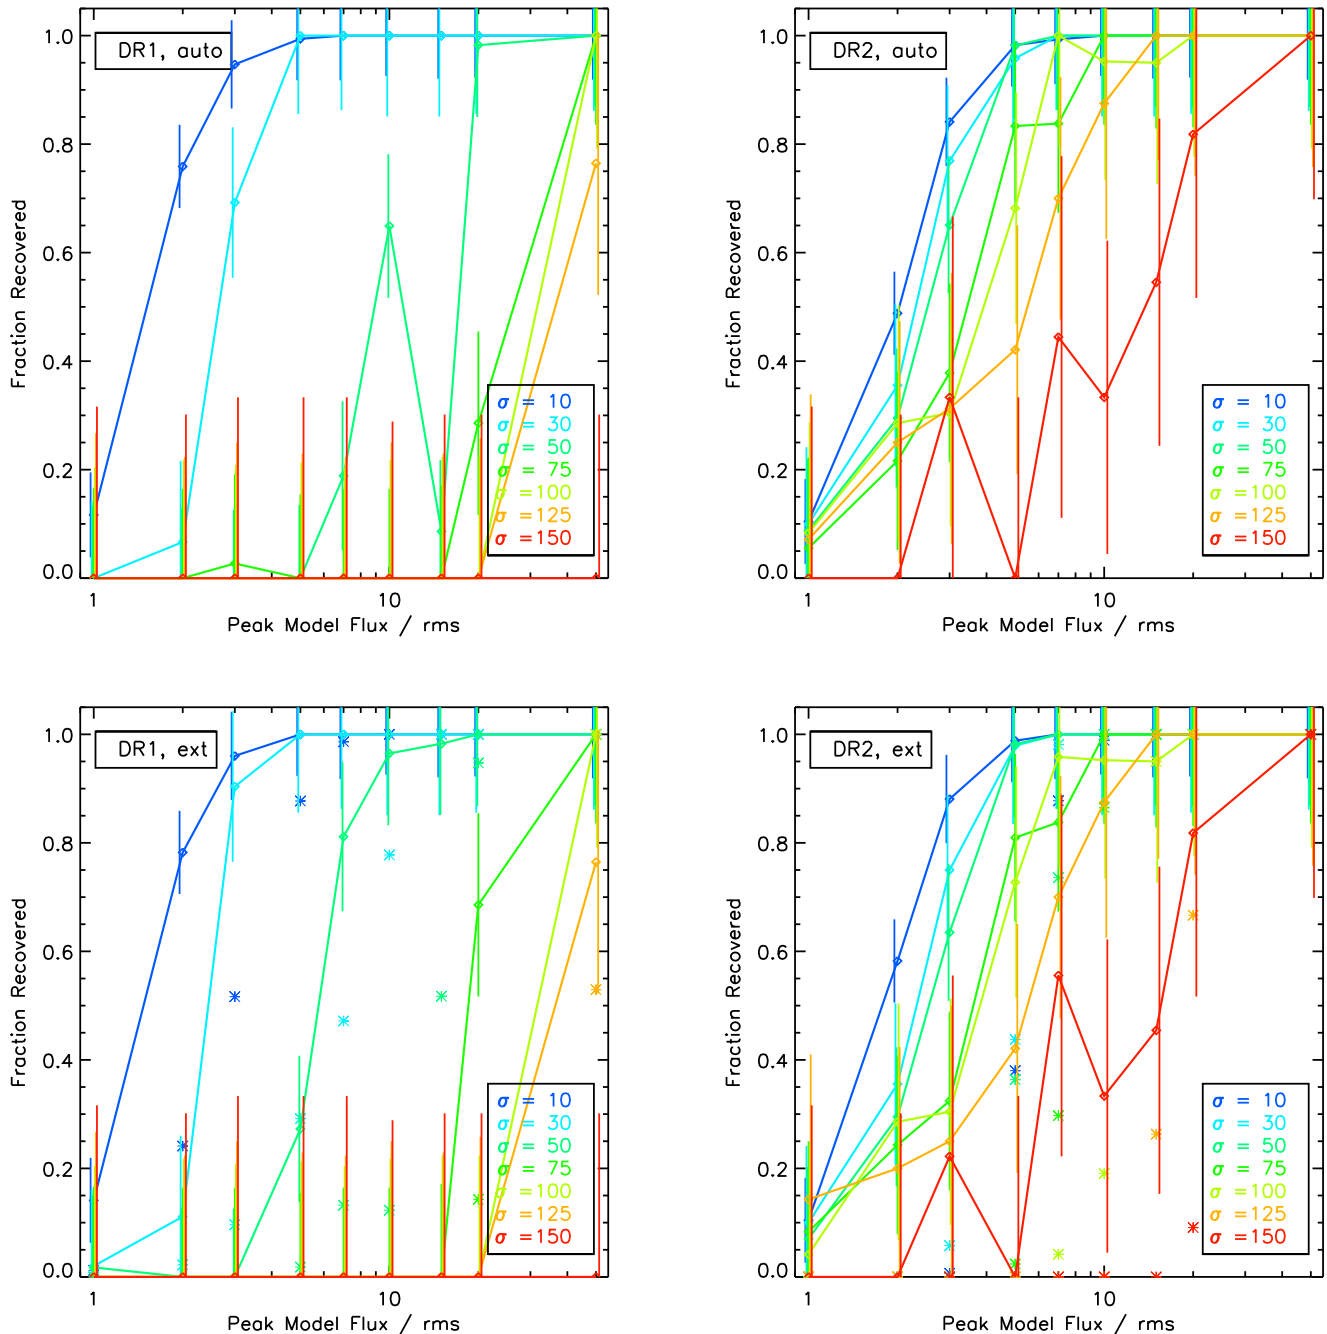 DR1, auto
1.0
0.8
0.6
0.4
0.2
0.0
Fraction Recovered
σ = 10
σ = 30
σ = 50
σ = 75
σ =100
σ =125
σ =150
1
10
Peak Model Flux / rms
DR2, auto
1.0
0.8
0.6
0.4
0.2
0.0
Fraction Recovered
σ = 10
σ = 30
σ = 50
σ = 75
σ =100
σ =125
σ =150
1
10
Peak Model Flux / rms
DR1, ext
1.0
0.8
0.6
0.4
0.2
0.0
Fraction Recovered
σ = 10
σ = 30
σ = 50
σ = 75
σ =100
σ =125
σ =150
1
10
Peak Model Flux / rms
DR2, ext
1.0
0.8
0.6
0.4
0.2
0.0
Fraction Recovered
σ = 10
σ = 30
σ = 50
σ = 75
σ =100
σ =125
σ =150
1
10
Peak Model Flux / rms